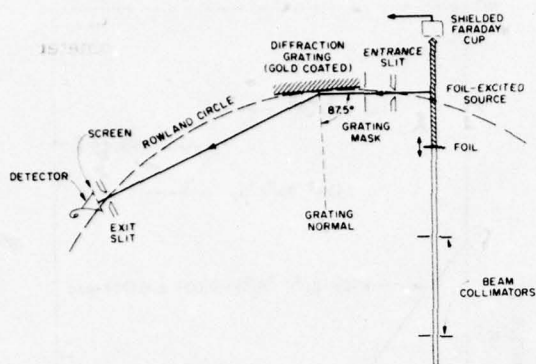 SHIELDED
FARADAY
CUP
DIFFRACTION
GRATING
(GOLD COATED)
ENTRANCE
SLIT
FOIL-EXCITED
SOURCE
87.5°
ROWLAND CIRCLE
GRATING
MASK
SCREEN
FOIL
DETECTOR
EXIT
SLIT
GRATING
NORMAL
BEAM
COLLIMATORS